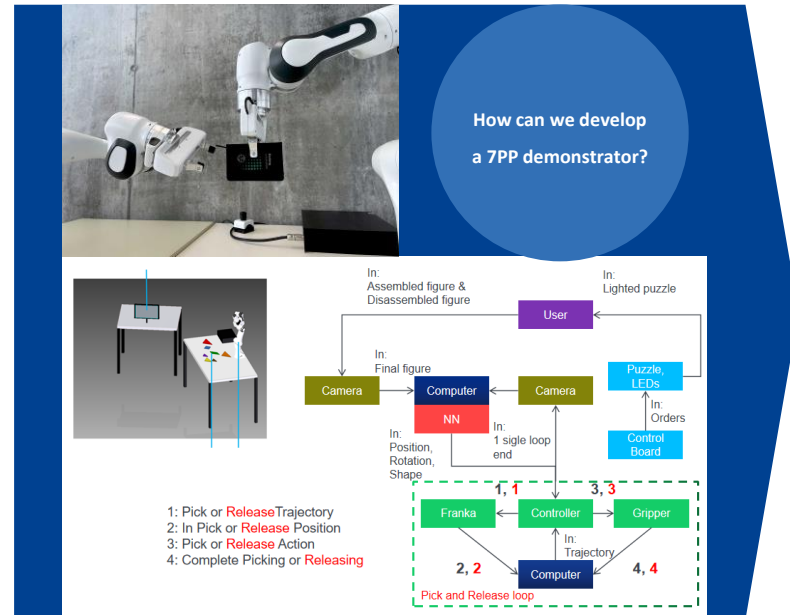 How can we develop
a 7PP demonstrator?
In:
Assembled figure &
Disassembled figure
In:
Lighted puzzle
User
In:
Final figure
Camera
Computer
NN
Camera
Puzzle,
LEDs
In:
Orders
Control
Board
In:
Position,
Rotation,
Shape
In:
1 sigle loop
end
1, 1
3, 3
Franka
Controller
Gripper
In:
Trajectory
2, 2
4, 4
Computer
Pick and Release loop
1: Pick or ReleaseTrajectory
2: In Pick or Release Position
3: Pick or Release Action
4: Complete Picking or Releasing